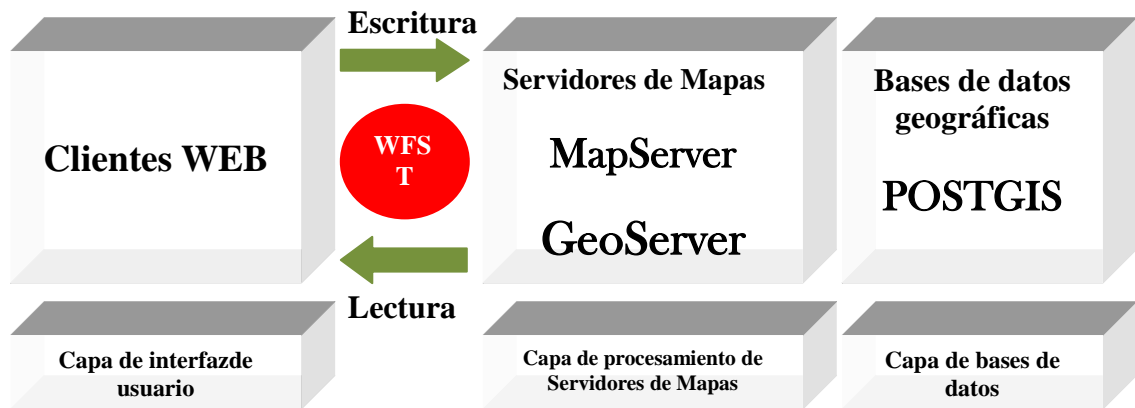 Escritura
Clientes WEB
WFS
T
Lectura
Servidores de Mapas
MapServer
GeoServer
Bases de datos
geográficas
POSTGIS
Capa de interfazde
usuario
Capa de procesamiento de
Servidores de Mapas
Capa de bases de
datos